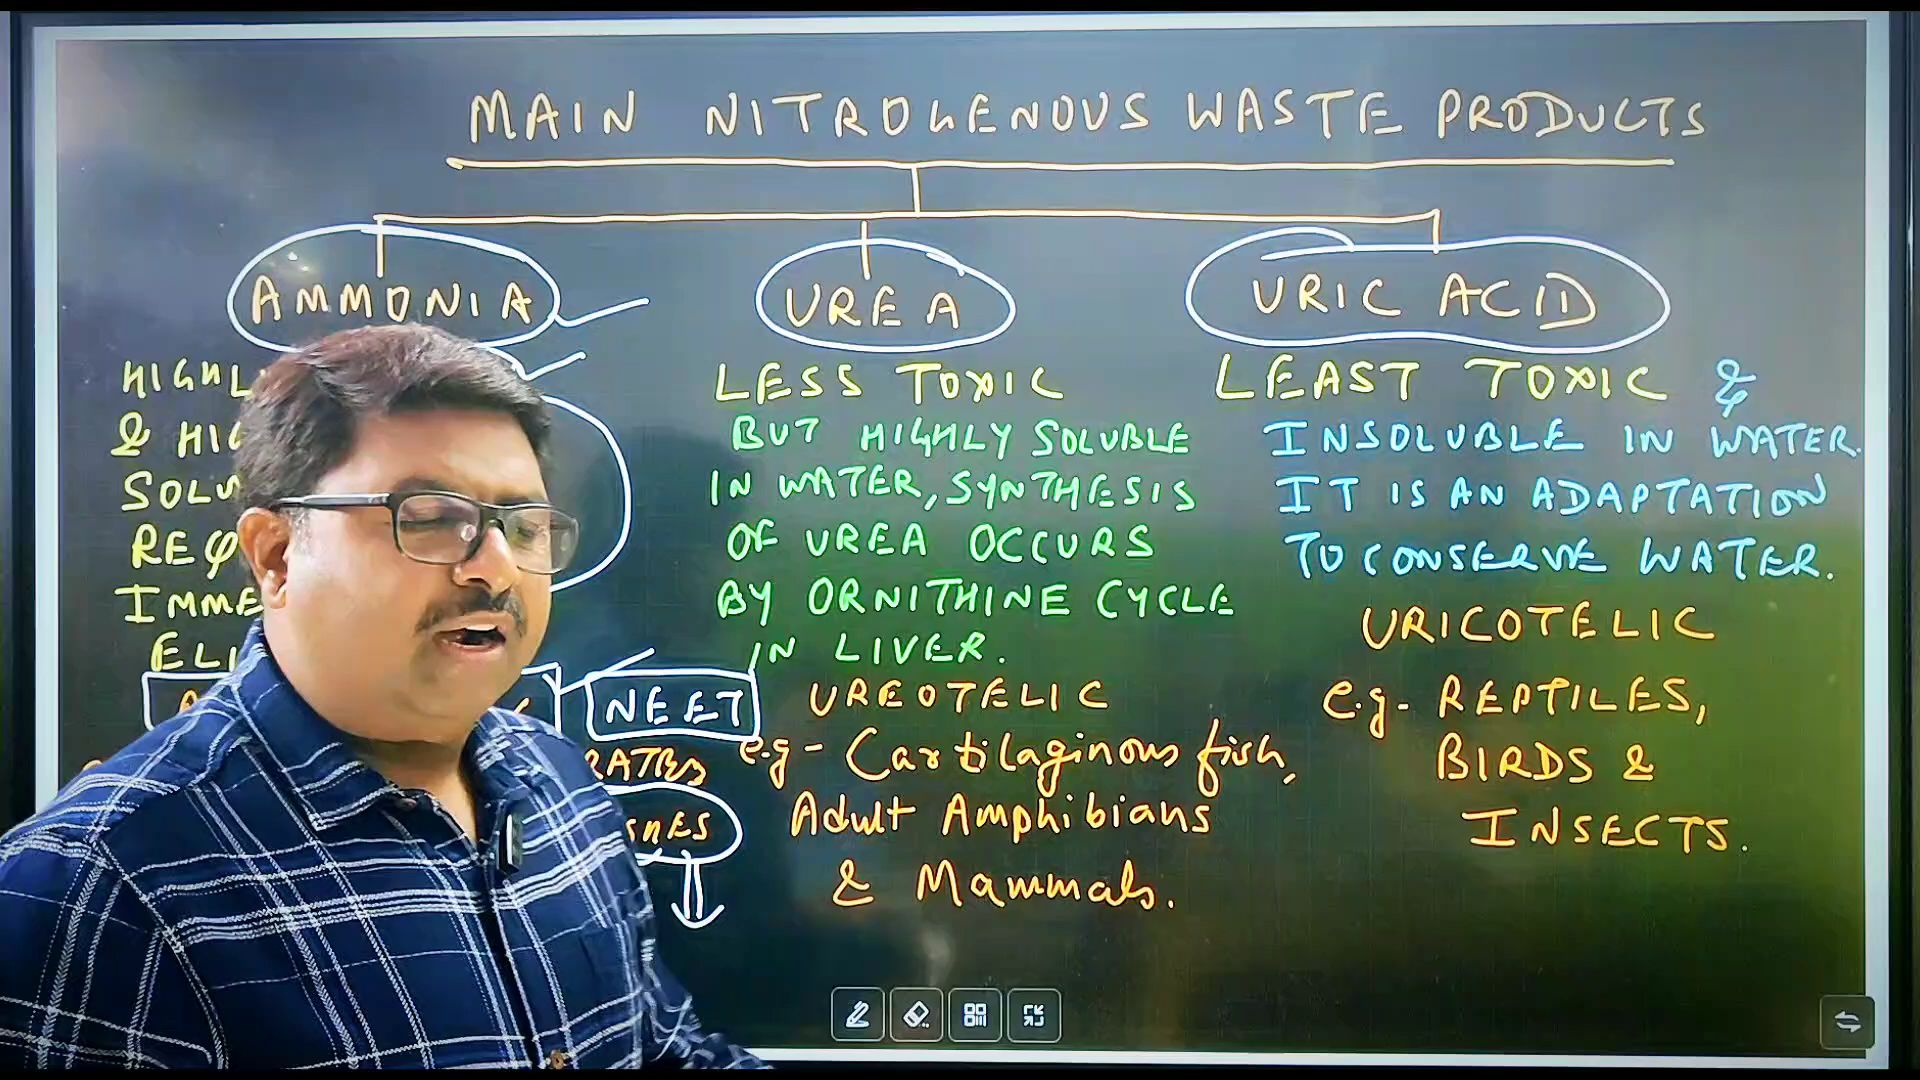 MAIN NITROGENOUS WASTE PRODUCTS
AMMONIA
UREA
LESS TOXIC
BUT HIGHLY SOLUBLE
IN WATER, SYNTHESIS
OF UREA OCCURS
BY ORNITHINE CYCLE
IN LIVER.
NEET
UREOTELIC
e.g - Cartilaginous fish,
Adult Amphibians
& Mammals.
URIC ACID
LEAST TOXIC &
INSOLUBLE IN WATER.
IT IS AN ADAPTATION
TO CONSERVE WATER.
URICOTELIC
e.g - REPTILES,
BIRDS &
INSECTS.